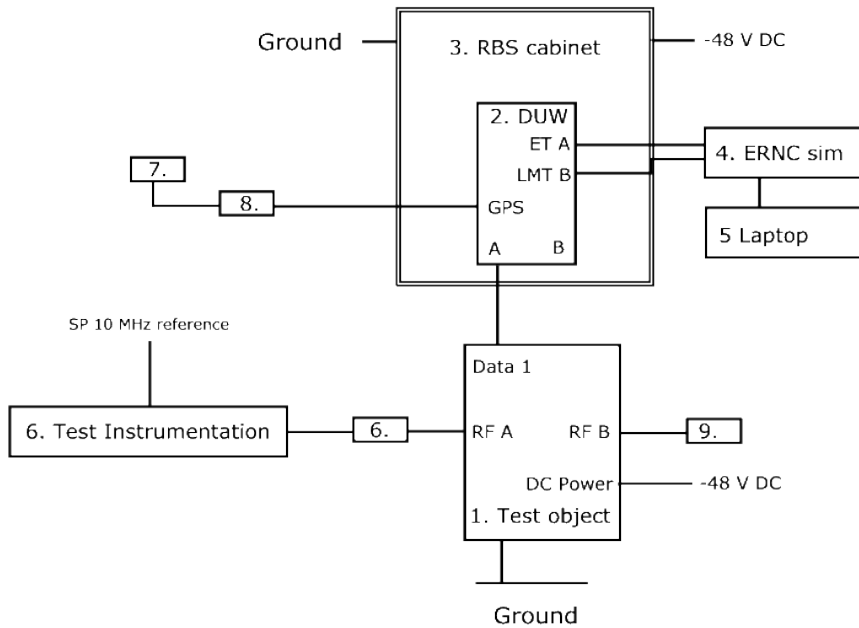 Ground
3. RBS cabinet
-48 V DC
2. DUW
ET A
LMT B
4. ERNC sim
7.
8.
GPS
5 Laptop
A
B
SP 10 MHz reference
Data 1
6. Test Instrumentation
6.
RF A
RF B
9.
DC Power
-48 V DC
1. Test object
Ground